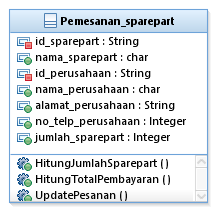 Pemesanan_sparepart
id_sparepart : String
nama_sparepart : char
id_perusahaan : String
nama_perusahaan : char
alamat_perusahaan : String
no_telp_perusahaan : Integer
jumlah_sparepart : Integer
HitungJumlahSparepart ( )
HitungTotalPembayaran ( )
UpdatePesanan ( )